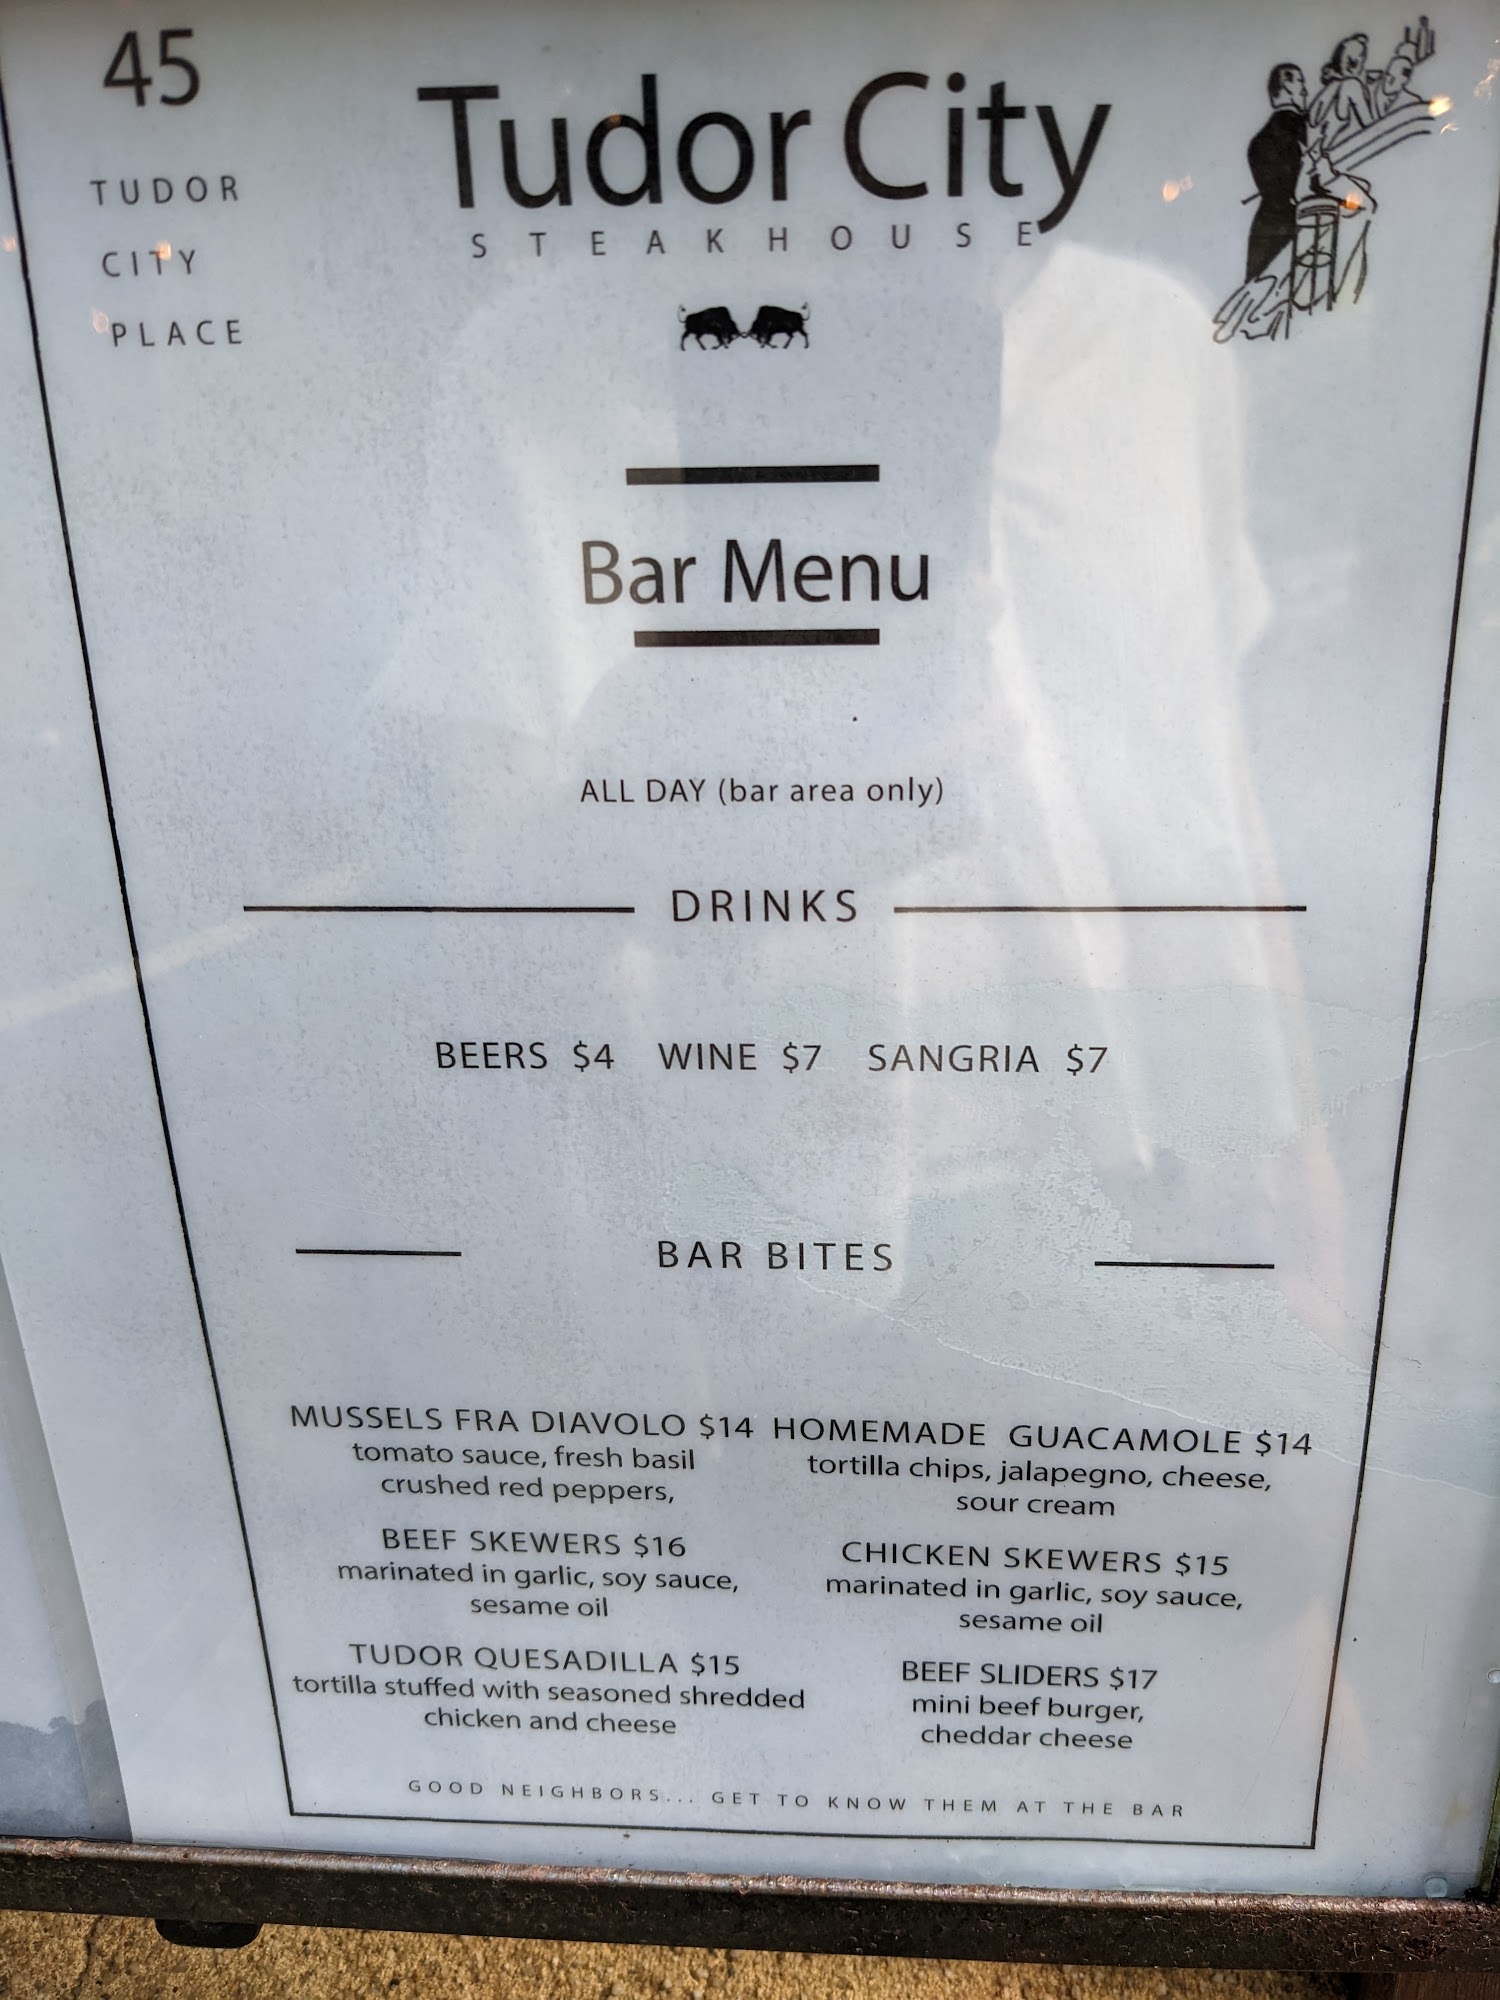 45
TUDOR
CITY
PLACE
Tudor City
STEAKHOUSE
Bar Menu
ALL DAY (bar area only)
DRINKS
BEERS $4 WINE $7 SANGRIA $7
BAR BITES
MUSSELS FRA DIAVOLO $14
tomato sauce, fresh basil
crushed red peppers,
HOMEMADE GUACAMOLE $14
tortilla chips, jalapegno, cheese,
sour cream
BEEF SKEWERS $16
marinated in garlic, soy sauce,
sesame oil
CHICKEN SKEWERS $15
marinated in garlic, soy sauce,
sesame oil
TUDOR QUESADILLA $15
tortilla stuffed with seasoned shredded
chicken and cheese
BEEF SLIDERS $17
mini beef burger,
cheddar cheese
GOOD NEIGHBORS... GET TO KNOW THEM AT THE BAR